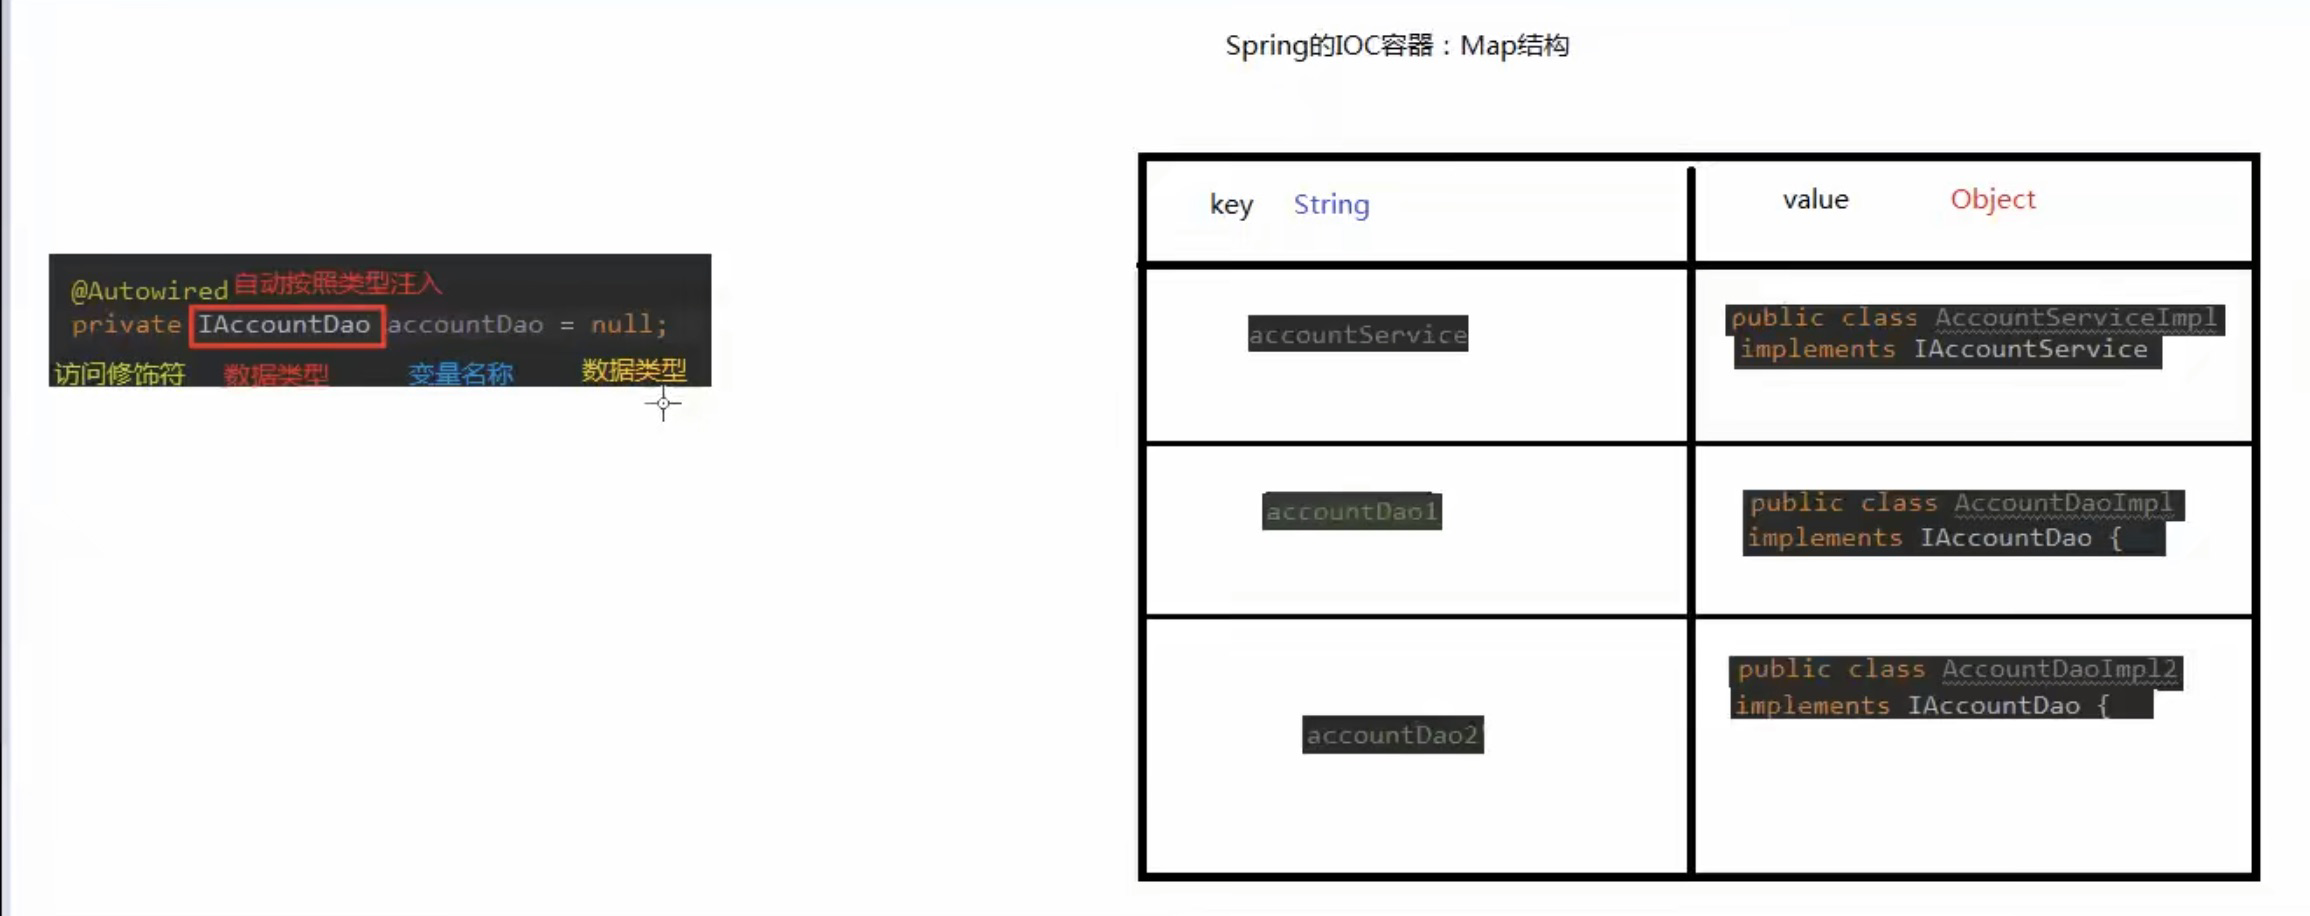 Spring的IOC容器：Map结构
@Autowired 自动按照类型注入
private IAccountDao accountDao = null;
访问修饰符 数据类型 变量名称 数据类型
key String value Object
accountService
public class AccountServiceImpl
implements IAccountService
accountDao1
public class AccountDaoImpl
implements IAccountDao {
accountDao2
public class AccountDaoImpl2
implements IAccountDao {